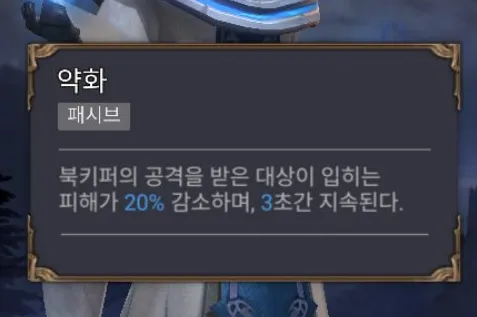 약화
패시브
북키퍼의 공격을 받은 대상이 입히는
피해가 20% 감소하며, 3초간 지속된다.